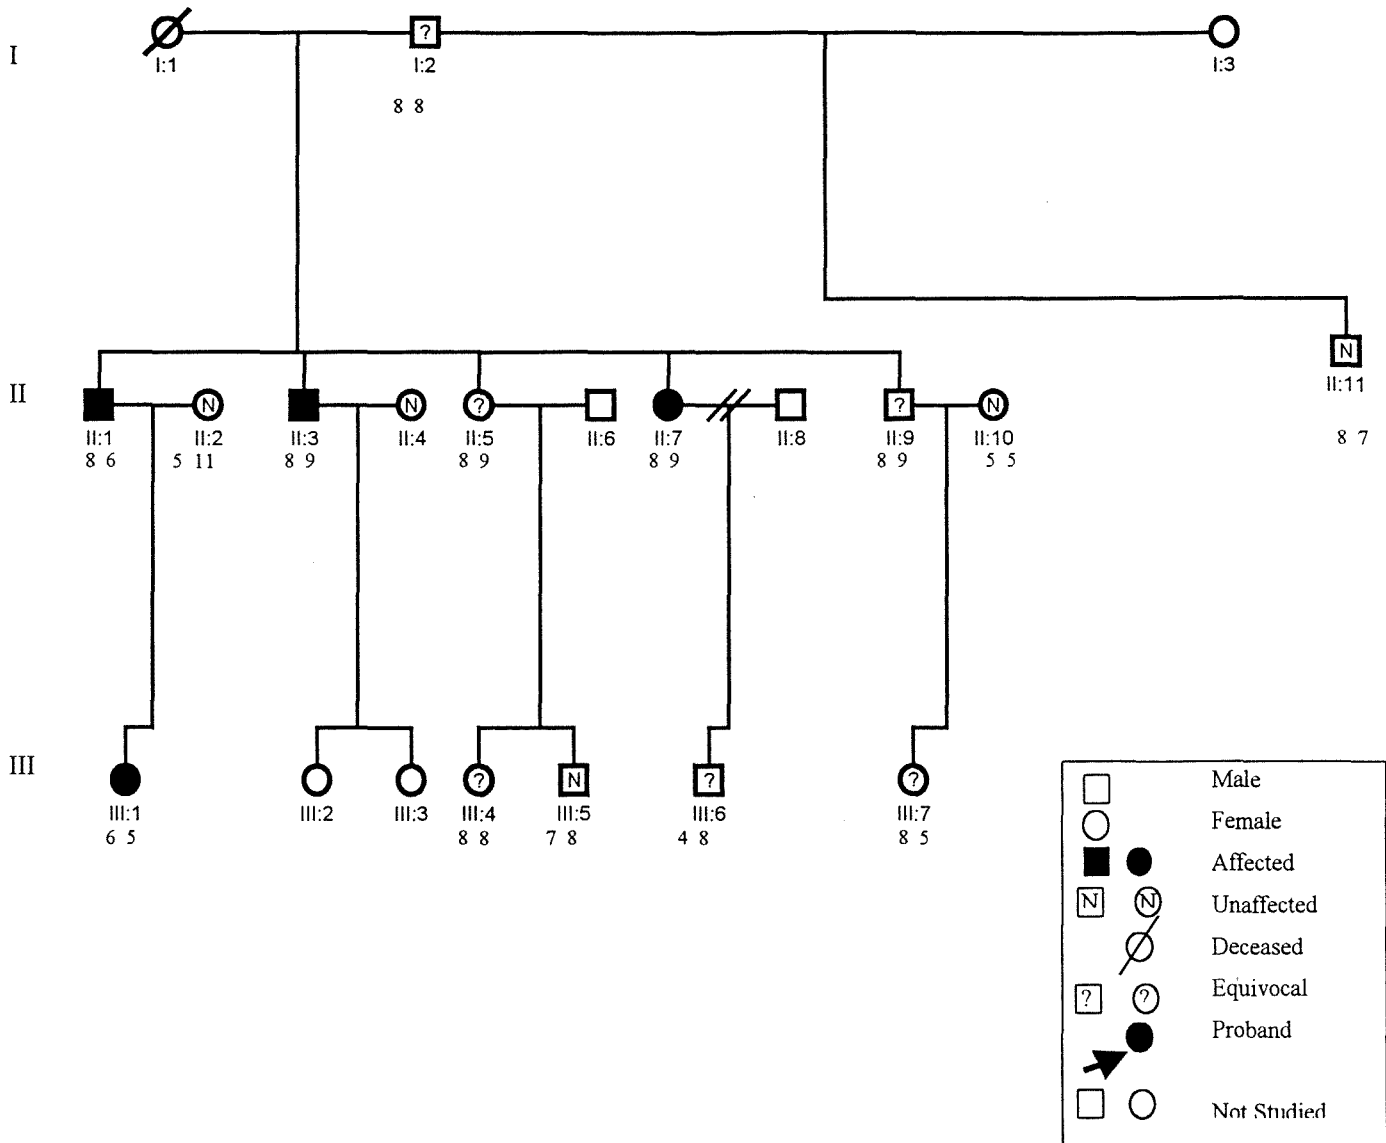 ?
I
I:1
I:2
I:3
8 8
N
II:11
8 7
II
N
N
?
?
N
II:1
II:2
II:3
II:4
II:5
II:6
II:7
II:8
II:9
II:10
8 6
5 11
8 9
8 9
8 9
8 9
5 5
III
?
N
?
?
III:1
III:2
III:3
III:4
III:5
III:6
III:7
6 5
8 8
7 8
4 8
8 5
Male
Female
Affected
N N Unaffected
Deceased
? ? Equivocal
Proband
Not Studied